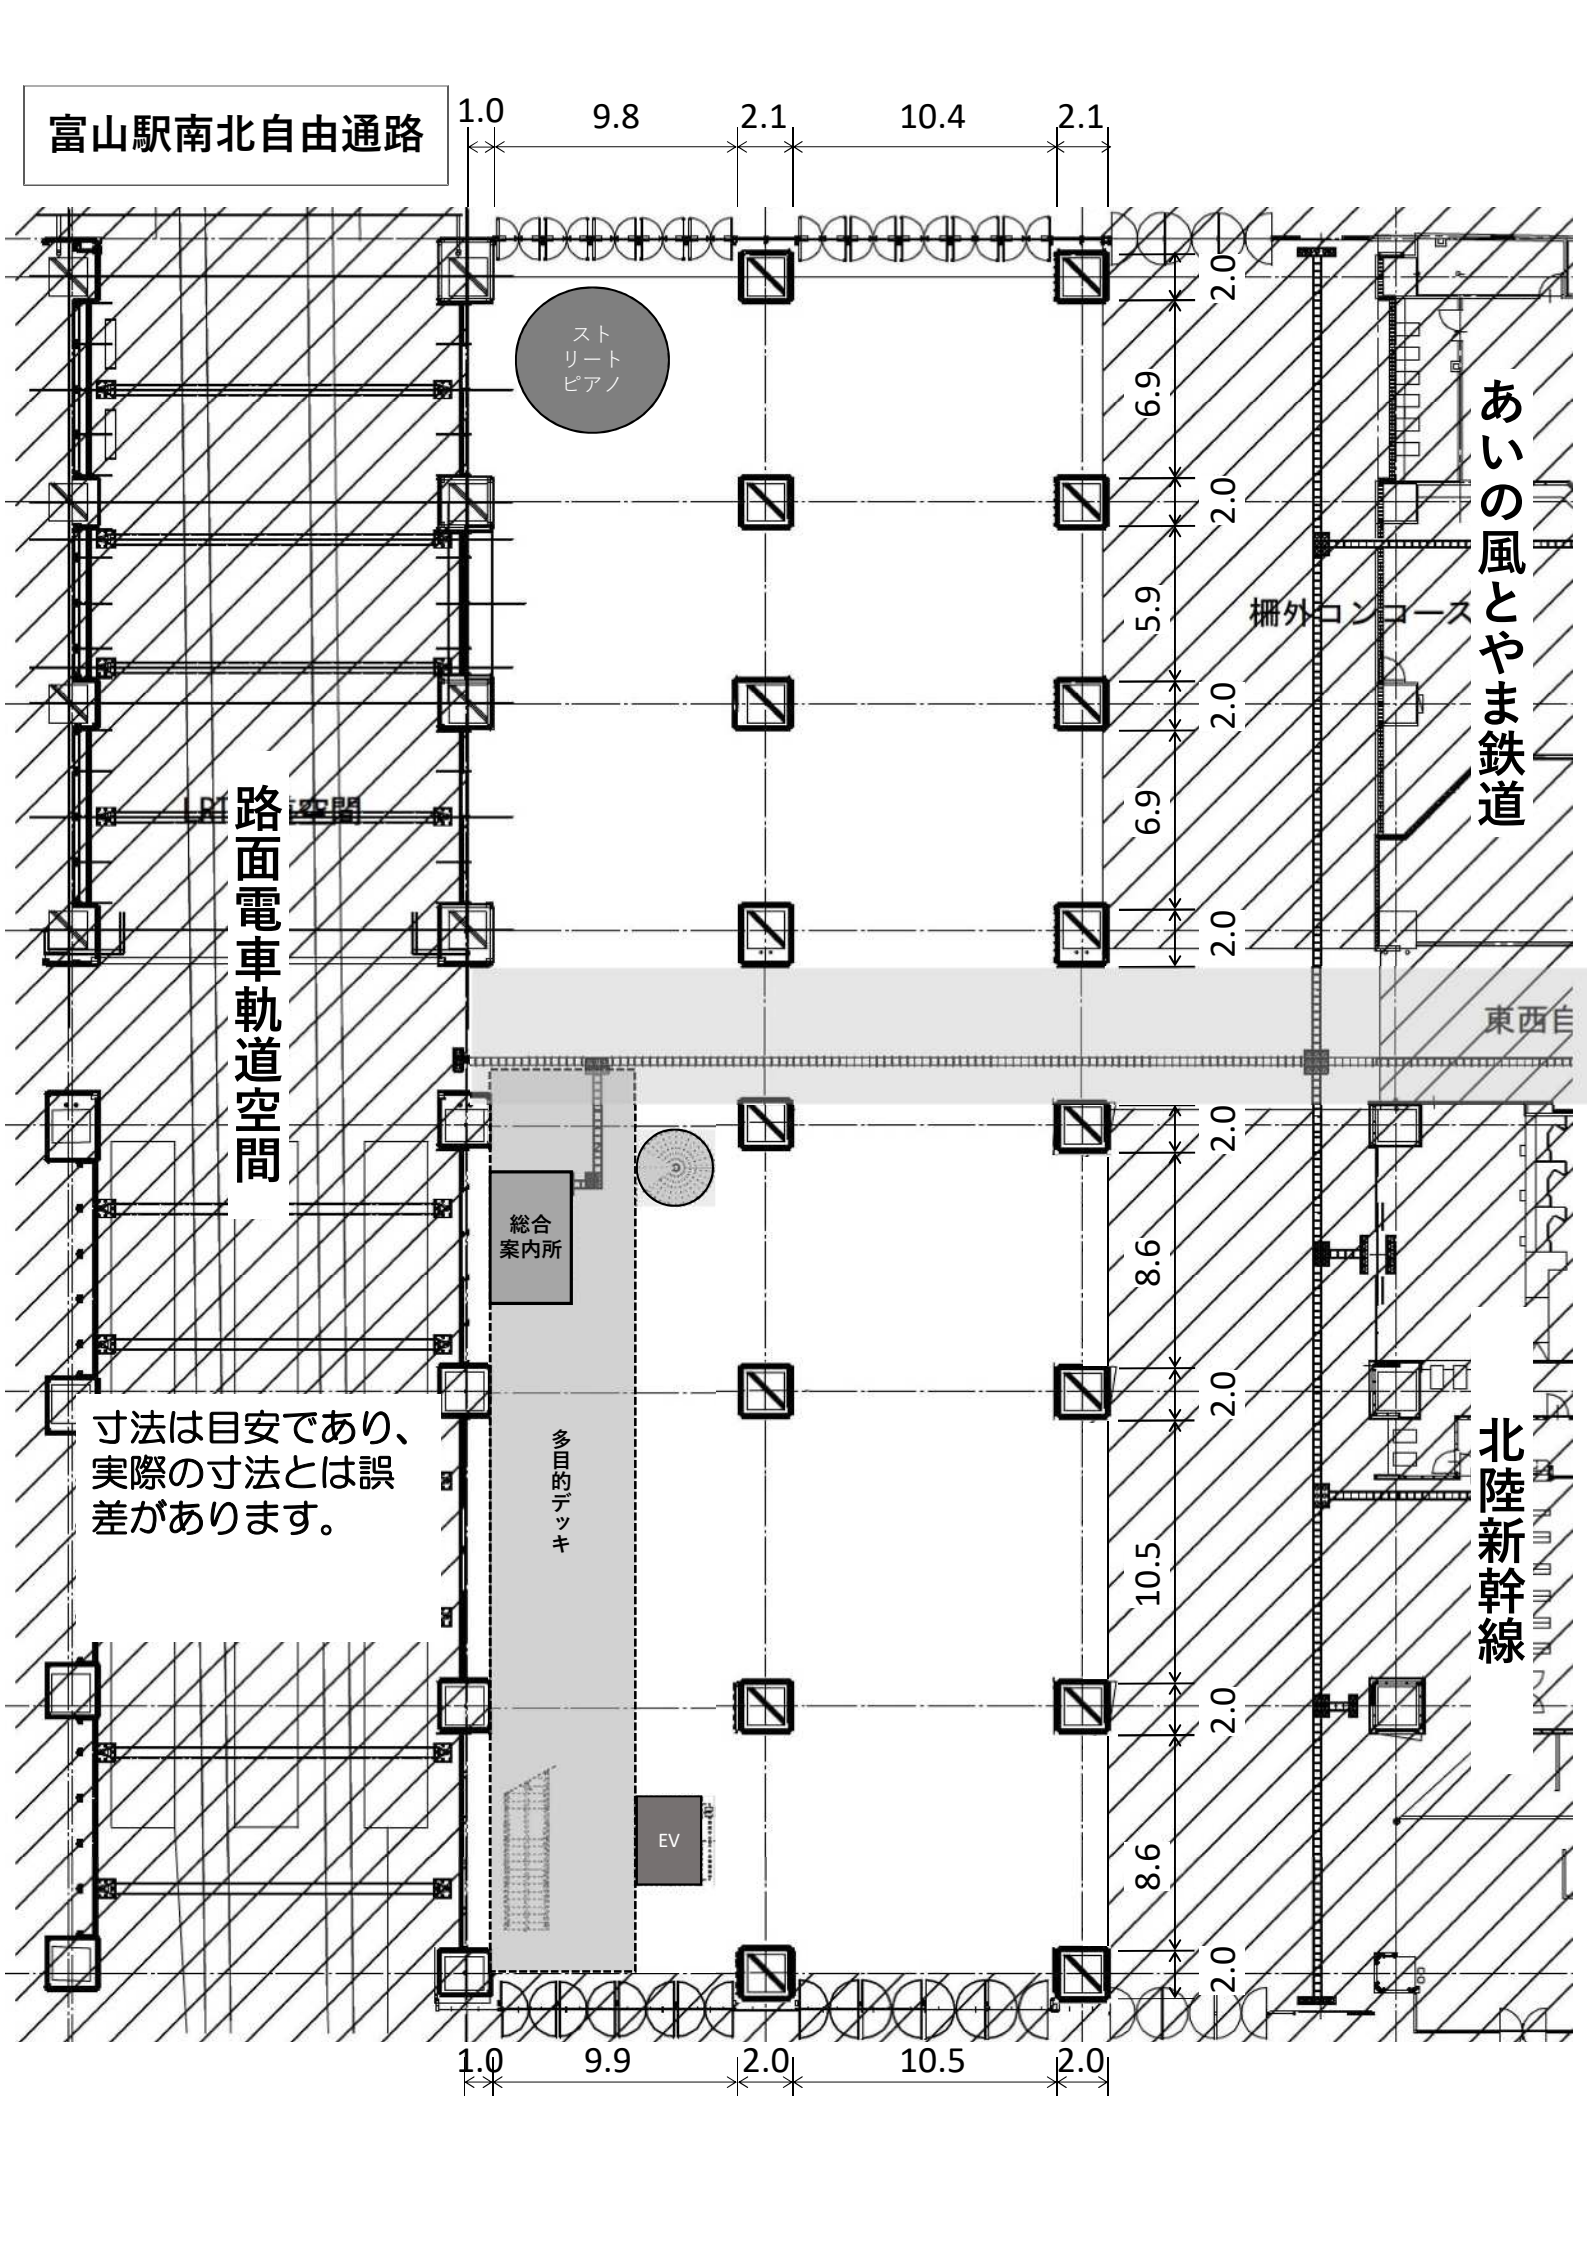 富山駅南北自由通路
1.0
9.8
2.1
10.4
2.1
スト
リート
ピアノ
2.0
6.9
2.0
5.9
2.0
6.9
2.0
あいの風とやま鉄道
柵外コンコース
路面電車軌道空間
LRT
空間
東西自
2.0
8.6
2.0
10.5
2.0
8.6
2.0
総合
案内所
多目的デッキ
寸法は目安であり、
実際の寸法とは誤
差があります。
北陸新幹線
EV
1.0
9.9
2.0
10.5
2.0